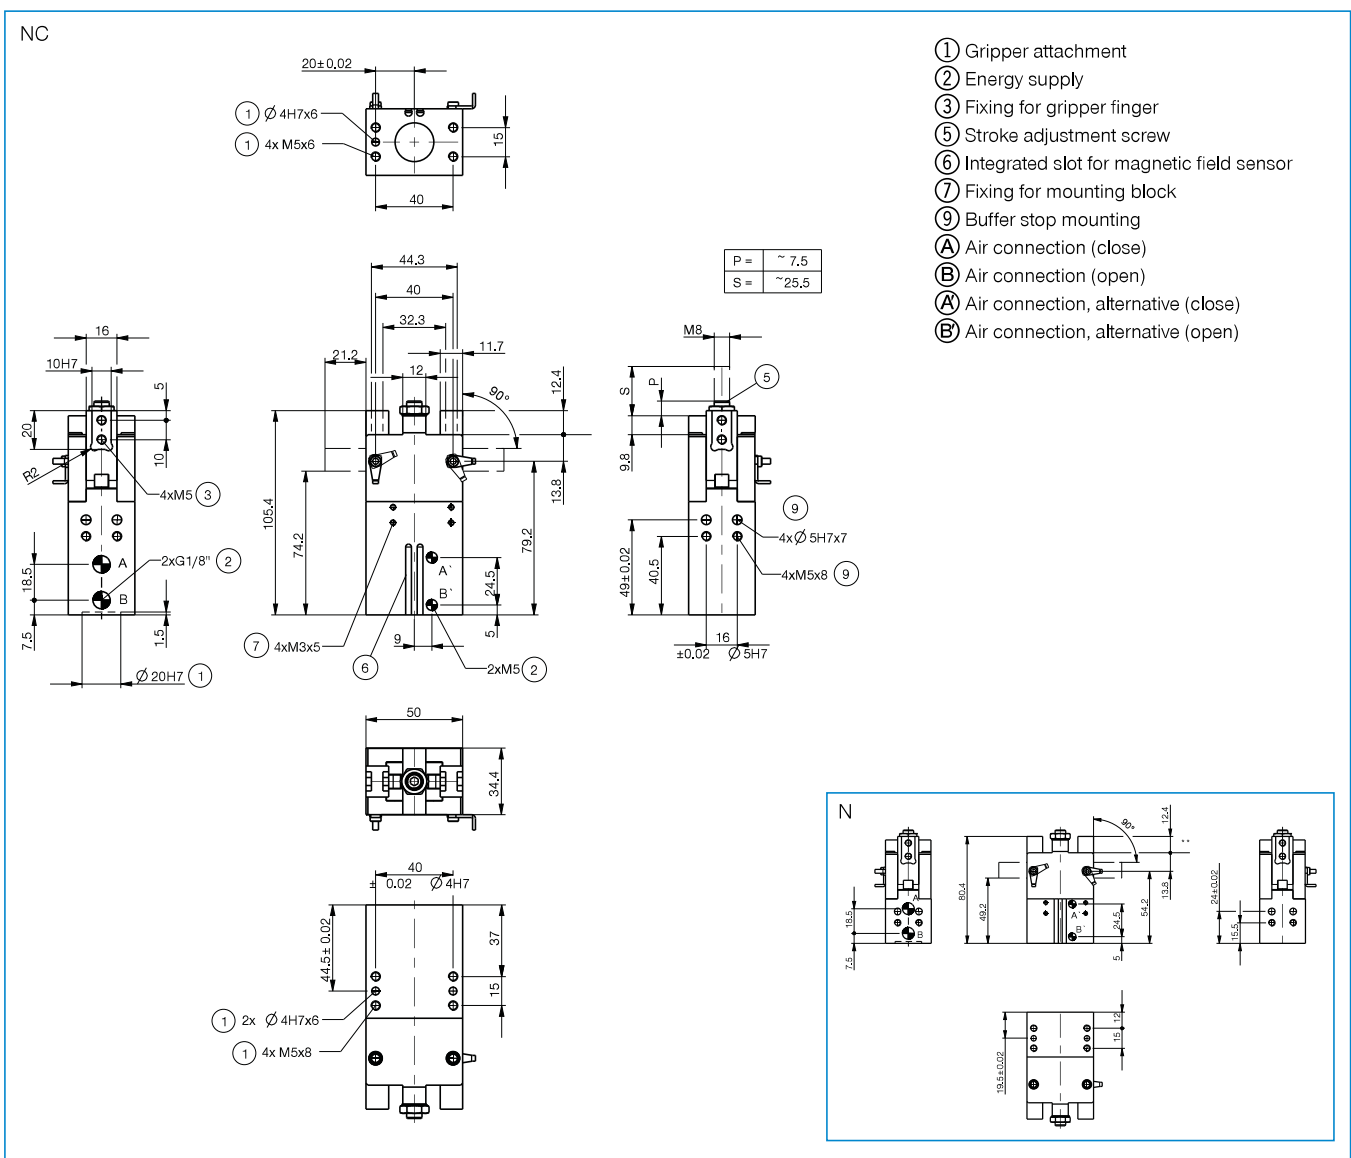 NC
① Gripper attachment
② Energy supply
③ Fixing for gripper finger
⑤ Stroke adjustment screw
⑥ Integrated slot for magnetic field sensor
⑦ Fixing for mounting block
⑨ Buffer stop mounting
Ⓐ Air connection (close)
Ⓑ Air connection (open)
A' Air connection, alternative (close)
B' Air connection, alternative (open)
20±0.02
① Ø 4H7x6
① 4x M5x6
15
40
P = ~ 7.5
S = ~25.5
16
10H7
5
20
10
R2
4xM5 ③
A
2xG1/8" ②
B
18.5
7.5
1.5
Ø 20H7 ①
44.3
40
32.3
11.7
21.2
12
90°
12.4
13.8
105.4
74.2
79.2
A`
B`
24.5
5
9
⑦ 4xM3x5
⑥
2xM5 ②
M8
S
P
⑤
9.8
⑨
4xØ 5H7x7
4xM5x8 ⑨
49±0.02
40.5
16
±0.02 Ø 5H7
50
34.4
40
± 0.02 Ø 4H7
44.5±0.02
37
15
① 2x Ø 4H7x6
① 4x M5x8
N
A
B
18.5
7.5
80.4
49.2
90°
12.4
**
13.8
54.2
A`
B`
24.5
5
24±0.02
15.5
12
15
19.5±0.02